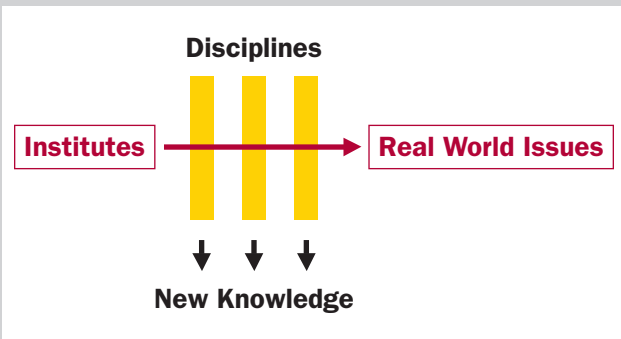 Disciplines
Institutes
Real World Issues
New Knowledge